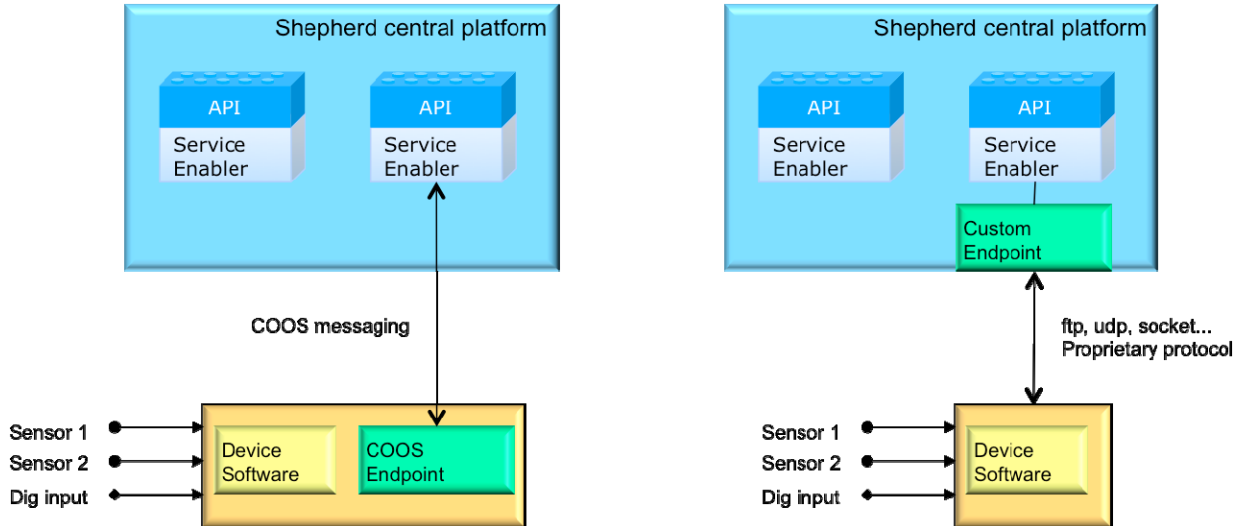 Shepherd central platform
API
Service
Enabler
API
Service
Enabler
COOS messaging
Sensor 1
Sensor 2
Dig input
Device
Software
COOS
Endpoint
Shepherd central platform
API
Service
Enabler
API
Service
Enabler
Custom
Endpoint
ftp, udp, socket...
Proprietary protocol
Sensor 1
Sensor 2
Dig input
Device
Software